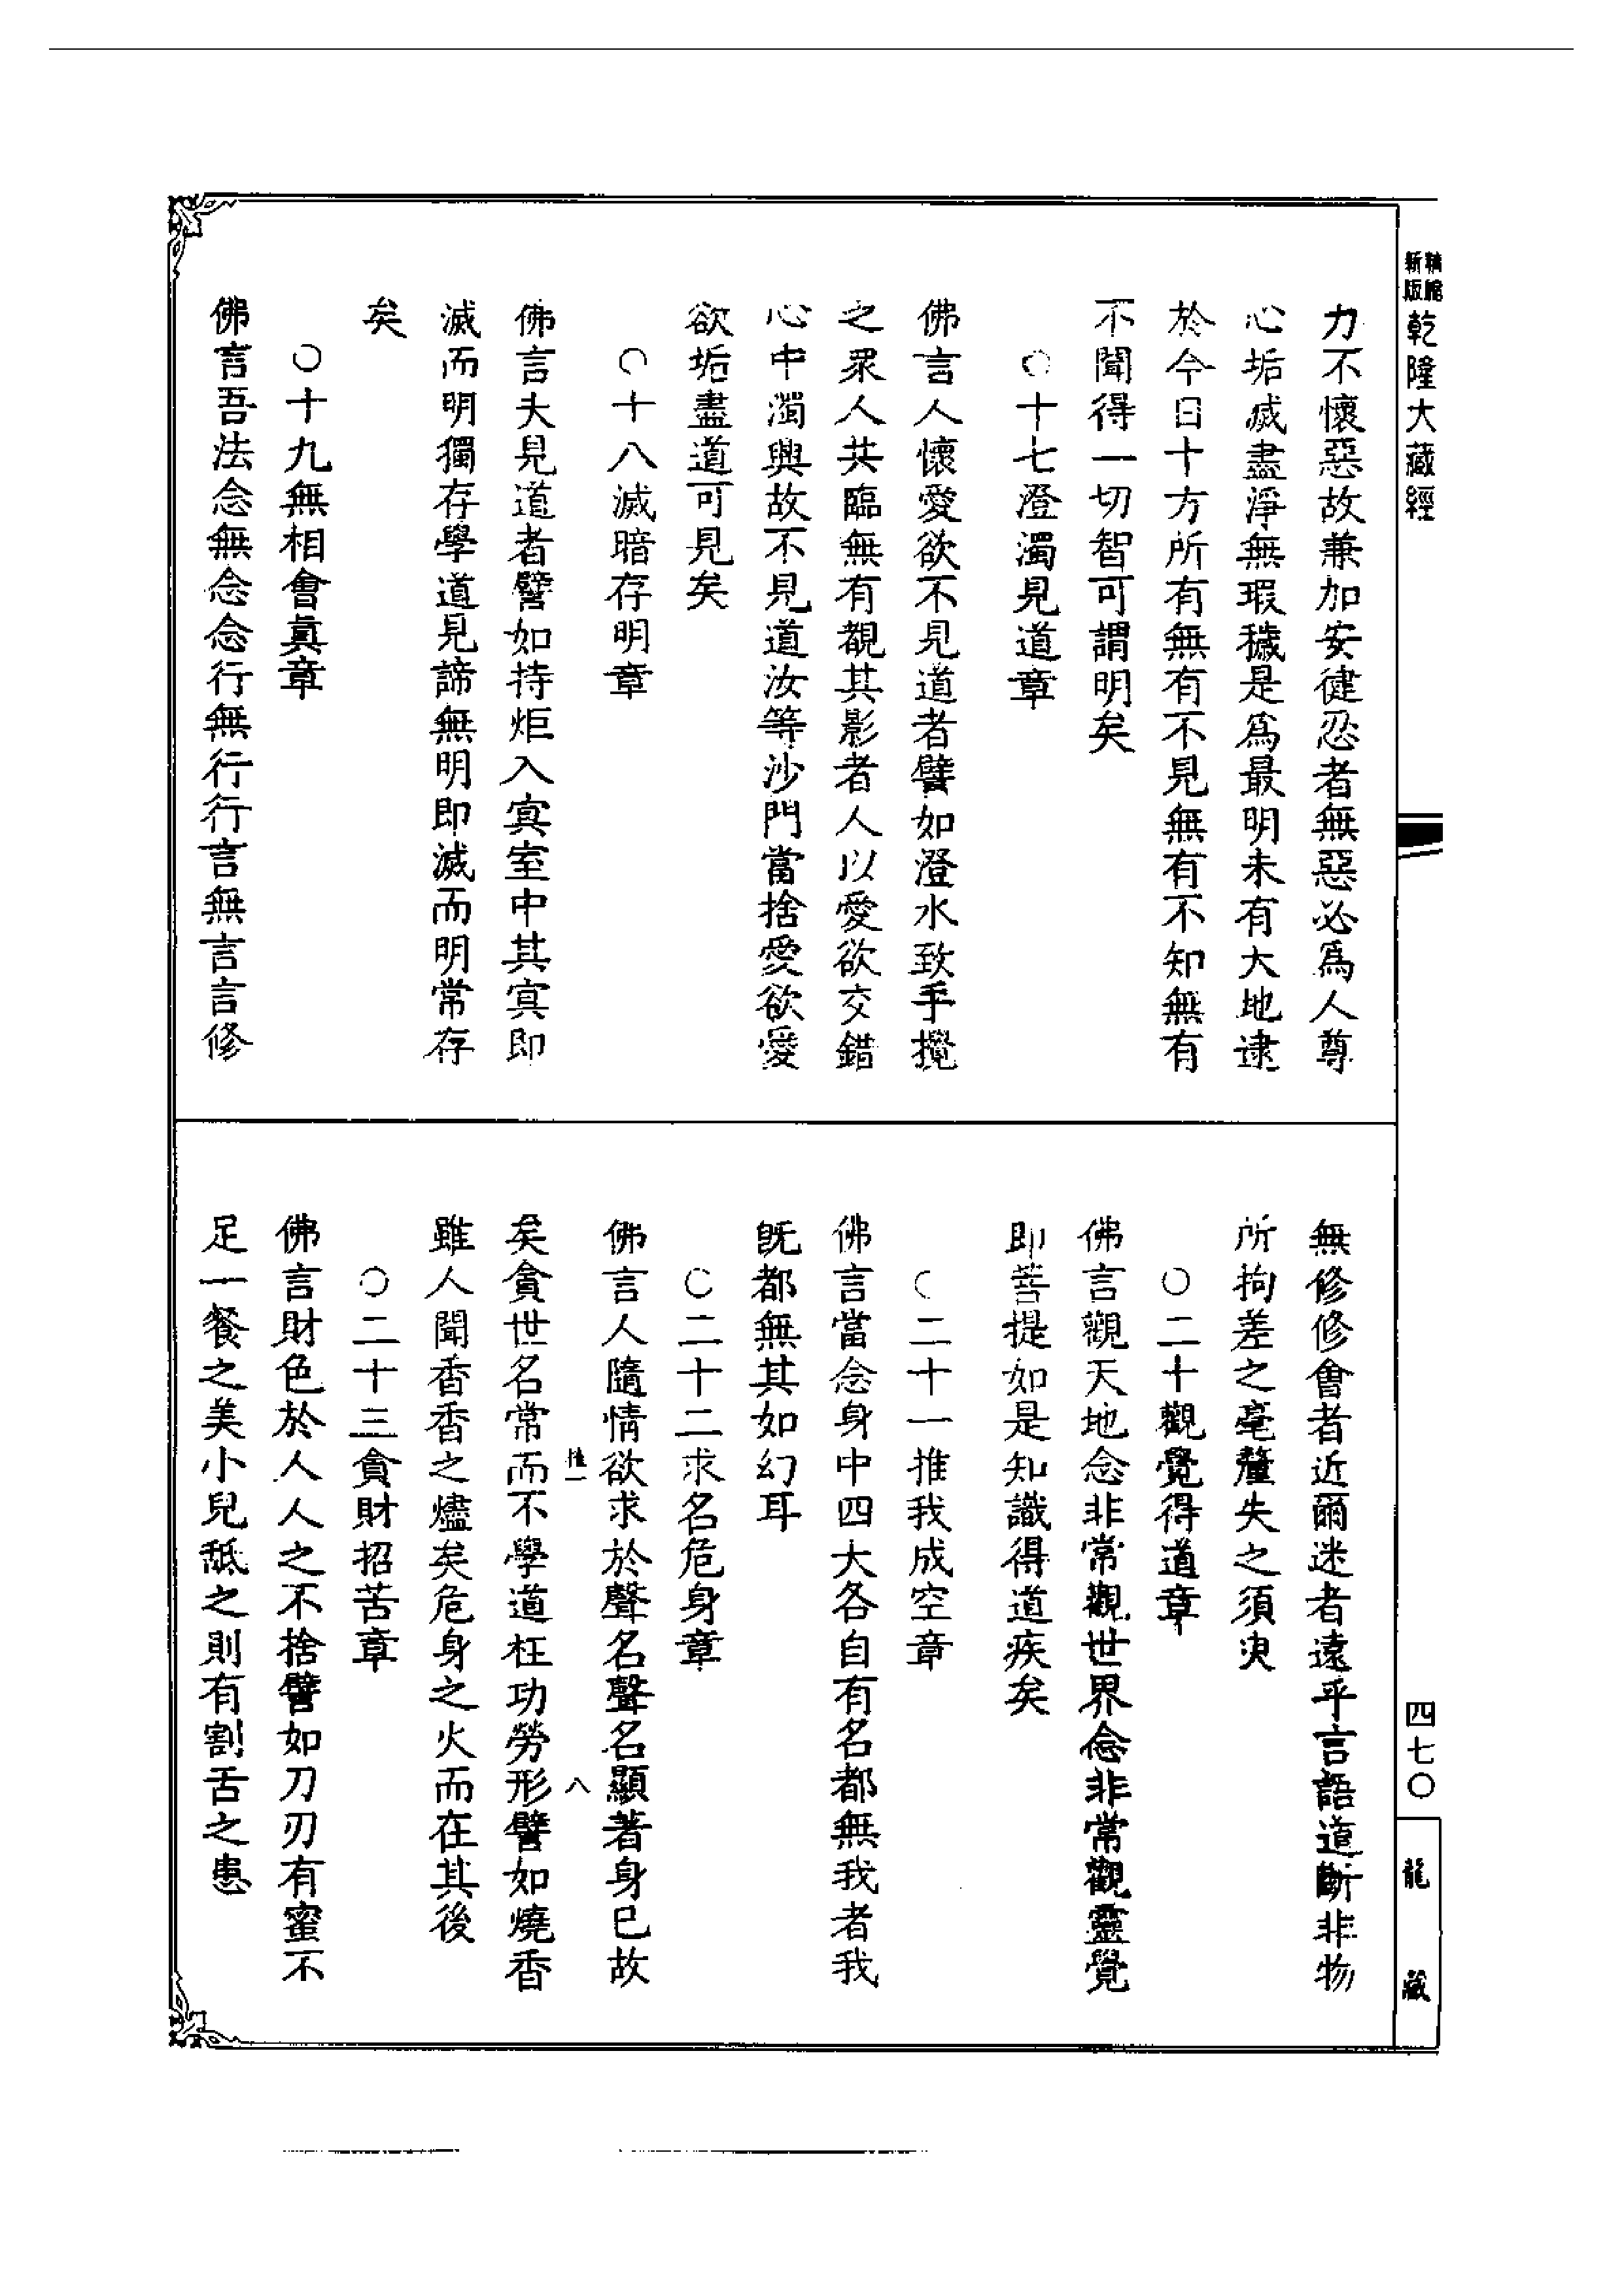 新版
精縮
乾隆大藏經
力不懷惡故兼加安健忍者無惡必爲人尊
心垢滅盡淨無瑕穢是爲最明未有大地逮
於今日十方所有無有不見無有不知無有
不聞得一切智可謂明矣
○十七澄濁見道章
佛言人懷愛欲不見道者譬如澄水致手攪
之眾人共臨無有覩其影者人以愛欲交錯
心中濁興故不見道汝等沙門當捨愛欲愛
欲垢盡道可見矣
○十八滅暗存明章
佛言夫見道者譬如持炬入㝠室中其㝠即
滅而明獨存學道見諦無明即滅而明常存
矣
○十九無相會眞章
佛言吾法念無念念行無行行言無言言修
無修修會者近爾迷者遠乎言語道斷非物
所拘差之毫釐失之須臾
○二十觀覺得道章
佛言觀天地念非常觀世界念非常觀靈覺
即菩提如是知識得道疾矣
○二十一推我成空章
佛言當念身中四大各自有名都無我者我
旣都無其如幻耳
○二十二求名危身章
佛言人隨情欲求於聲名聲名顯著身已故
八
矣貪世名常而不學道枉功勞形譬如燒香
雖人聞香香之燼矣危身之火而在其後
○二十三貪財招苦章
佛言財色於人人之不捨譬如刀刃有蜜不
足一餐之美小兒舐之則有割舌之患
四七〇
龍藏